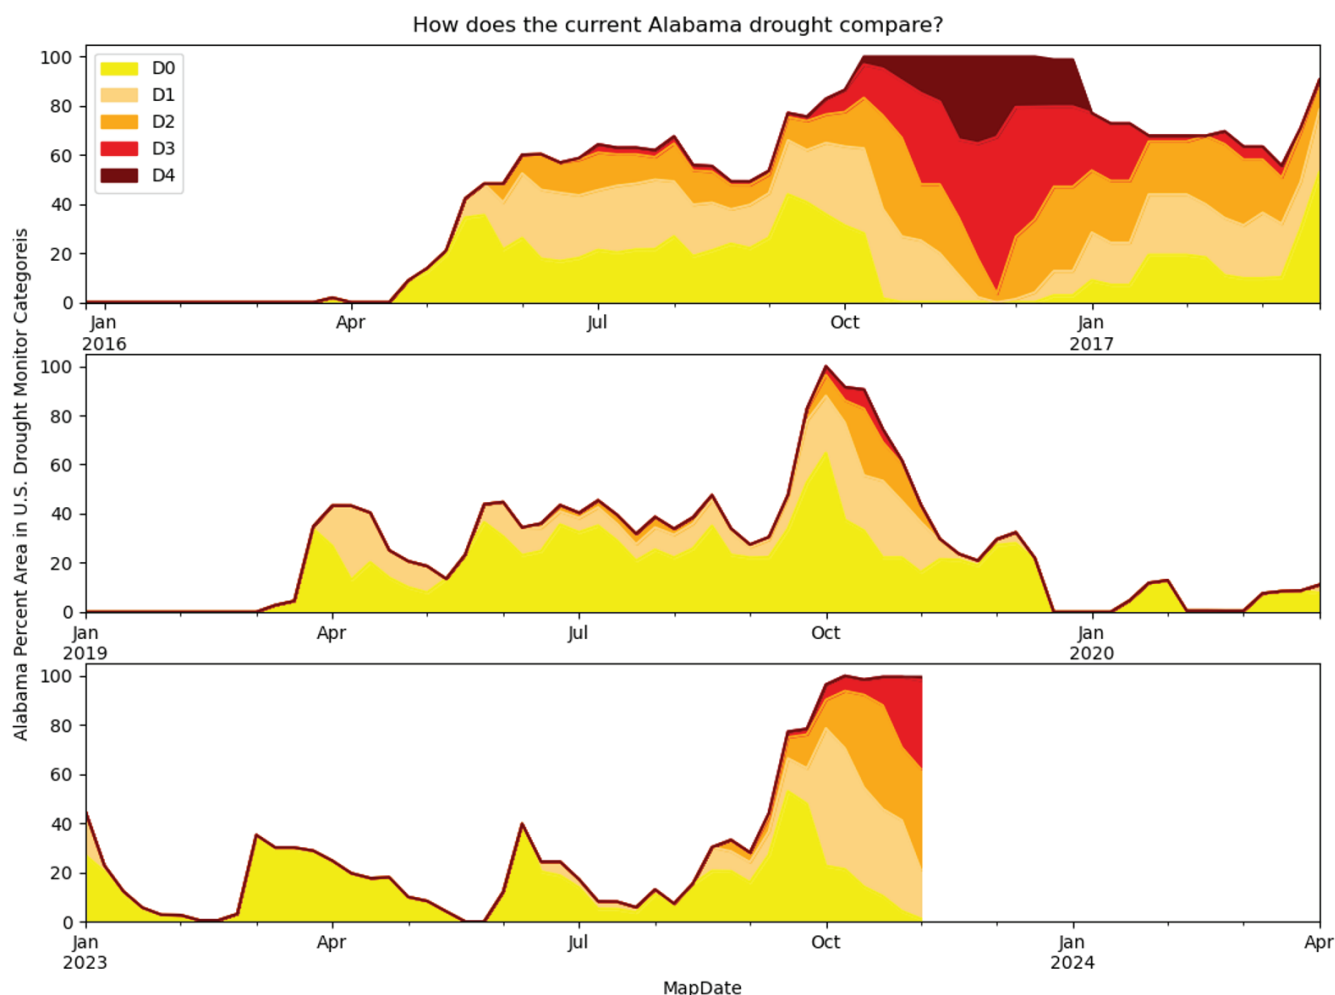 How does the current Alabama drought compare?
Alabama Percent Area in U.S. Drought Monitor Categoreis
100
80
60
40
20
0
D0
D1
D2
D3
D4
Jan Apr Jul Oct Jan
2016 2017
100
80
60
40
20
0
Jan Apr Jul Oct Jan
2019 2020
100
80
60
40
20
0
Jan Apr Jul Oct Jan Apr
2023 2024
MapDate